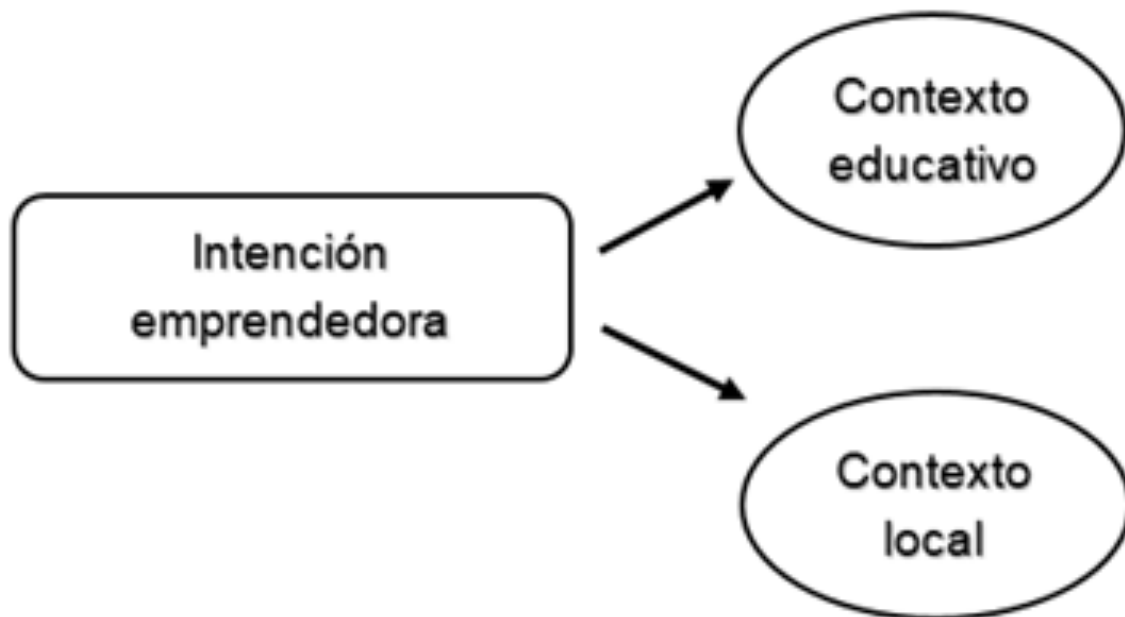 Contexto
educativo
Intención
emprendedora
Contexto
local